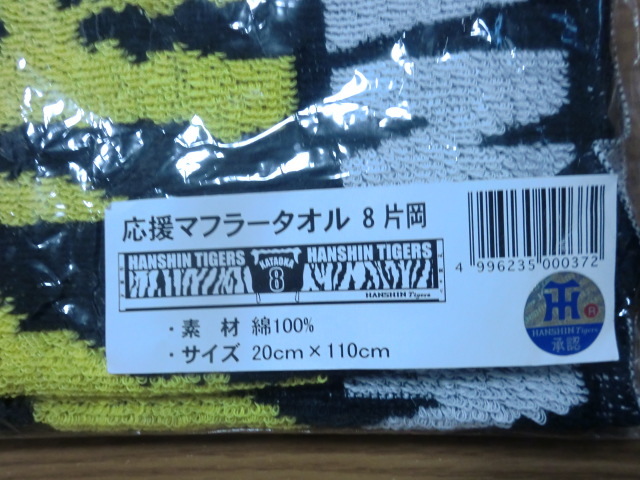 応援マフラータオル 8片岡
HANSHIN TIGERS
KATAOKA
8
HANSHIN TIGERS
HANSHIN Tigers
・素 材 綿100%
・サイズ 20cm×110cm
4 996235 000372
HT
R
HANSHIN Tigers
承認